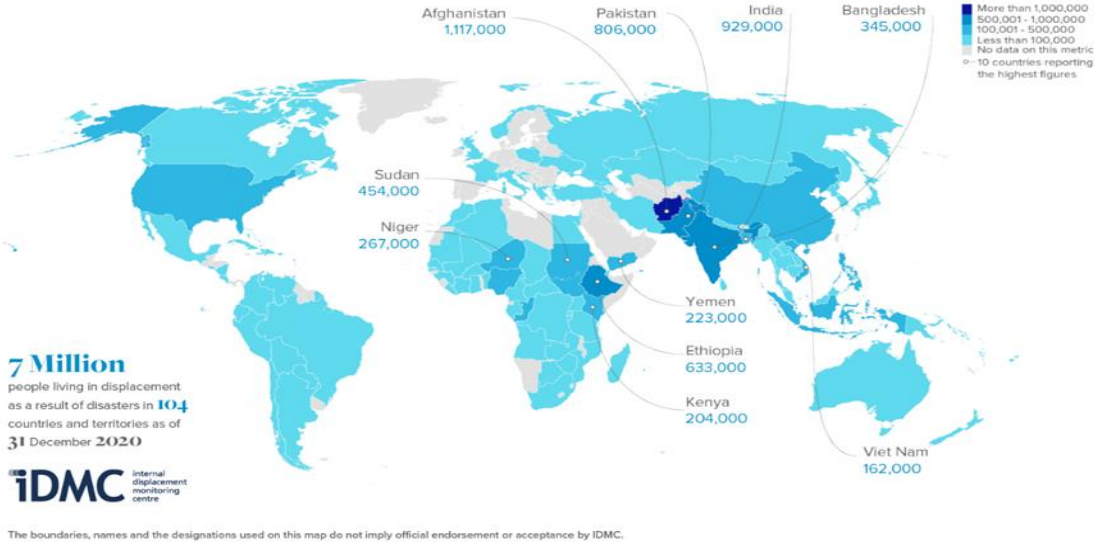 Afghanistan
1,117,000
Pakistan
806,000
India
929,000
Bangladesh
345,000
More than 1,000,000
500,001 - 1,000,000
100,001 - 500,000
Less than 100,000
No data on this metric
10 countries reporting
the highest figures
Sudan
454,000
Niger
267,000
Yemen
223,000
Ethiopia
633,000
Kenya
204,000
Viet Nam
162,000
7 Million
people living in displacement
as a result of disasters in 104
countries and territories as of
31 December 2020
iDMC
internal
displacement
monitoring
centre
The boundaries, names and the designations used on this map do not imply official endorsement or acceptance by IDMC.